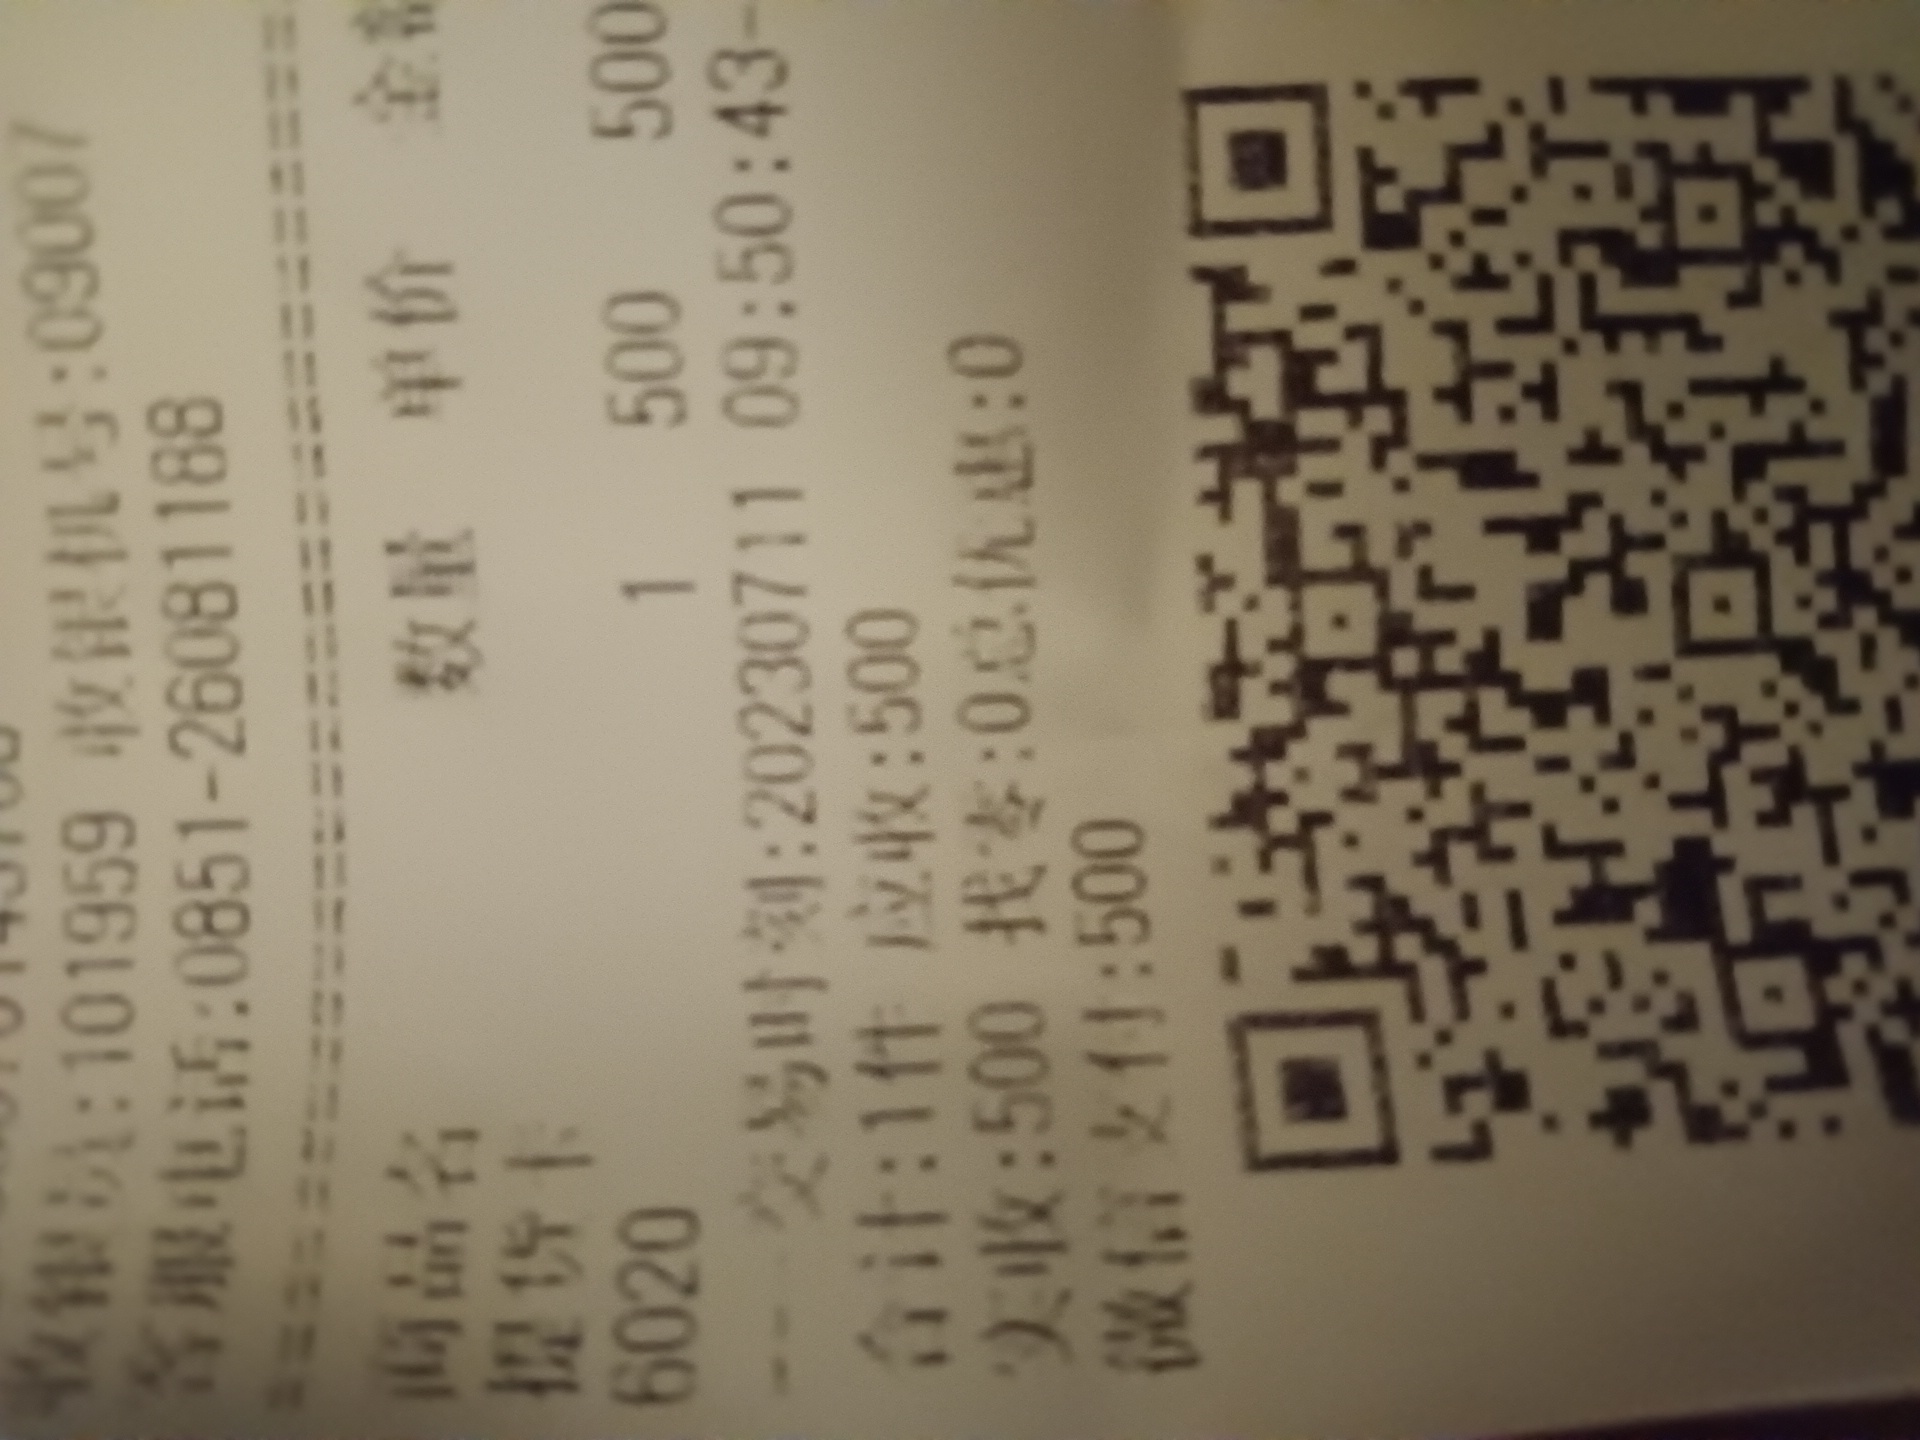 收银员:101959 收银机号:09007
客服电话:0851-26081188
商品名 数量 单价 金额
提货卡
6020 1 500 500
---交易时刻:20230711 09:50:43-
合计:1件 应收:500
实收:500 找零:0总优惠:0
微信支付:500